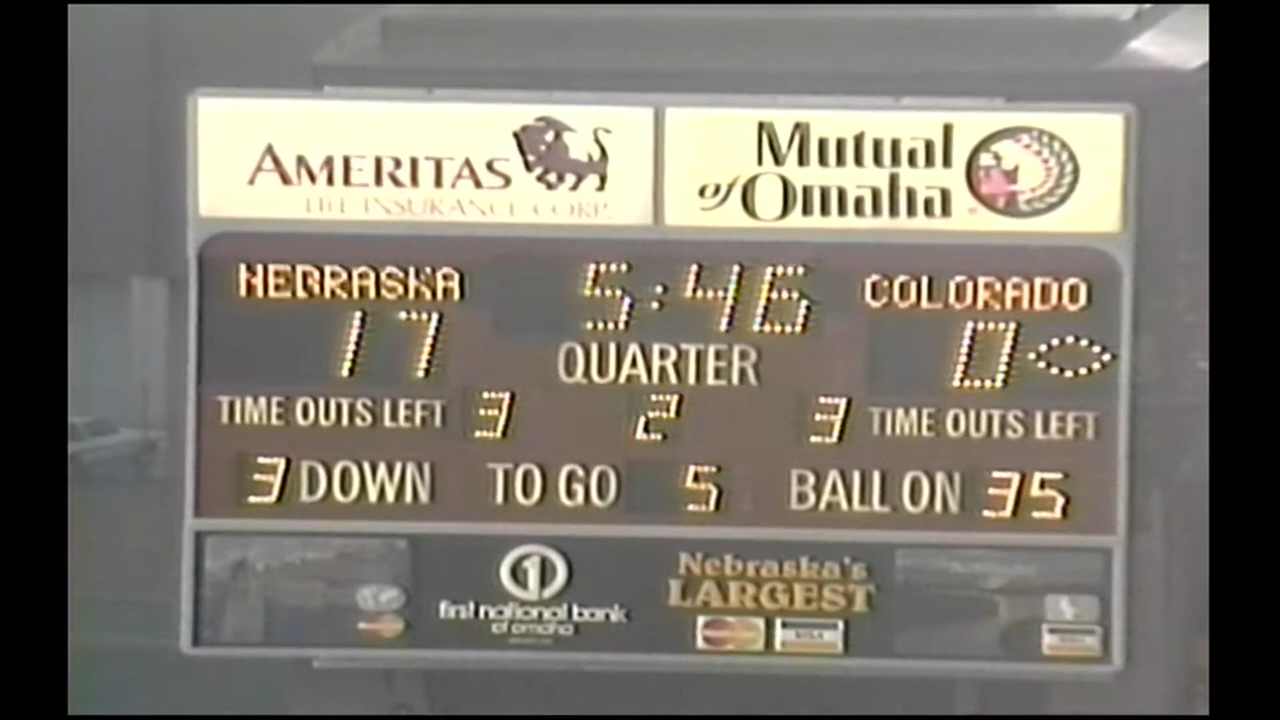 AMERITAS
LIFE INSURANCE CORP.
Mutual
of Omaha
NEBRASKA 5:46 COLORADO
17 QUARTER 0
TIME OUTS LEFT 3 2 3 TIME OUTS LEFT
3 DOWN TO GO 5 BALL ON 35
1
first national bank
of omaha
Nebraska's
LARGEST
VISA